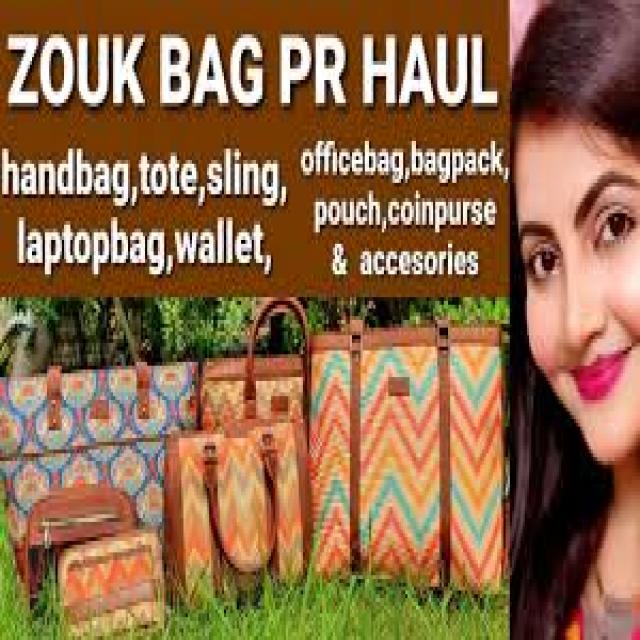 ZOUK BAG PR HAUL
handbag,tote,sling,
laptopbag,wallet,
officebag,bagpack,
pouch,coinpurse
& accesories